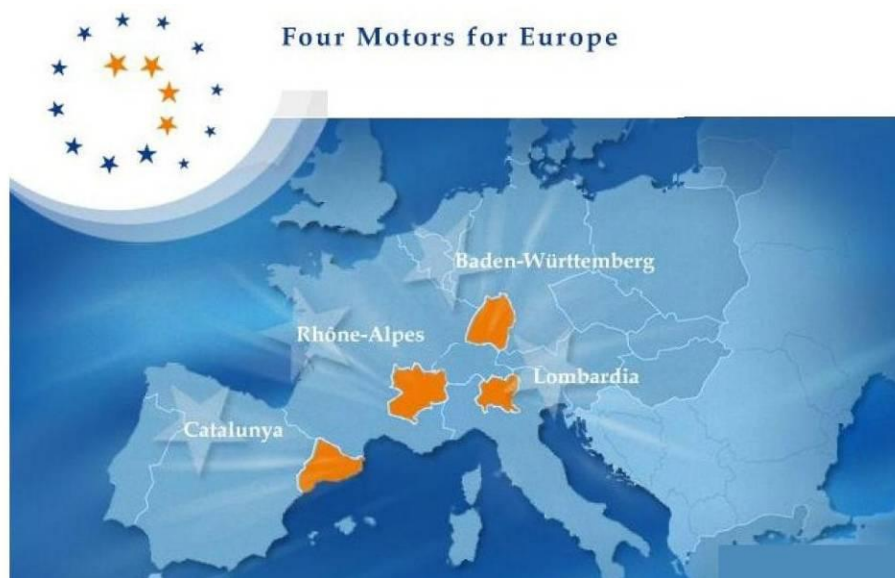 Four Motors for Europe
Baden-Württemberg
Rhône-Alpes
Lombardia
Catalunya